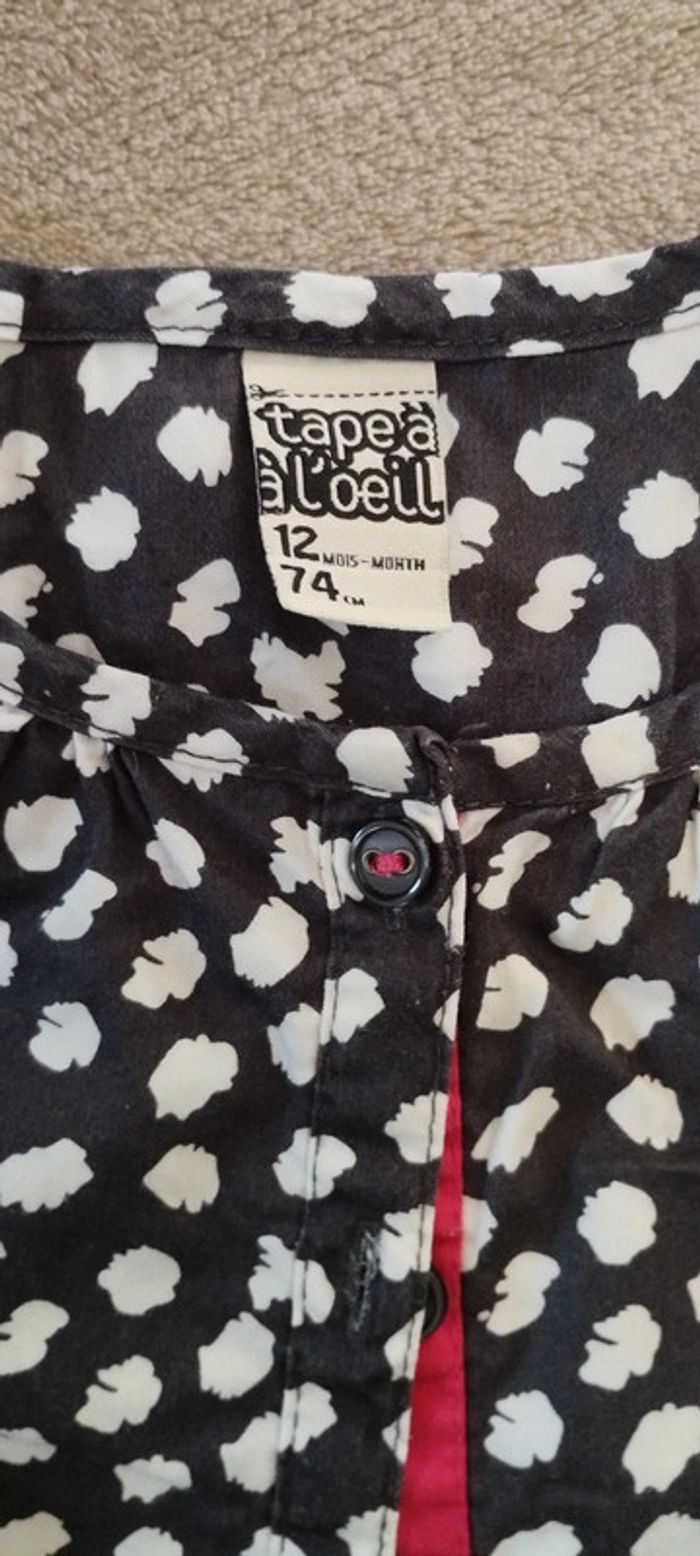 tape à
à l'oeil
12 MOIS-MONTH
74 CM